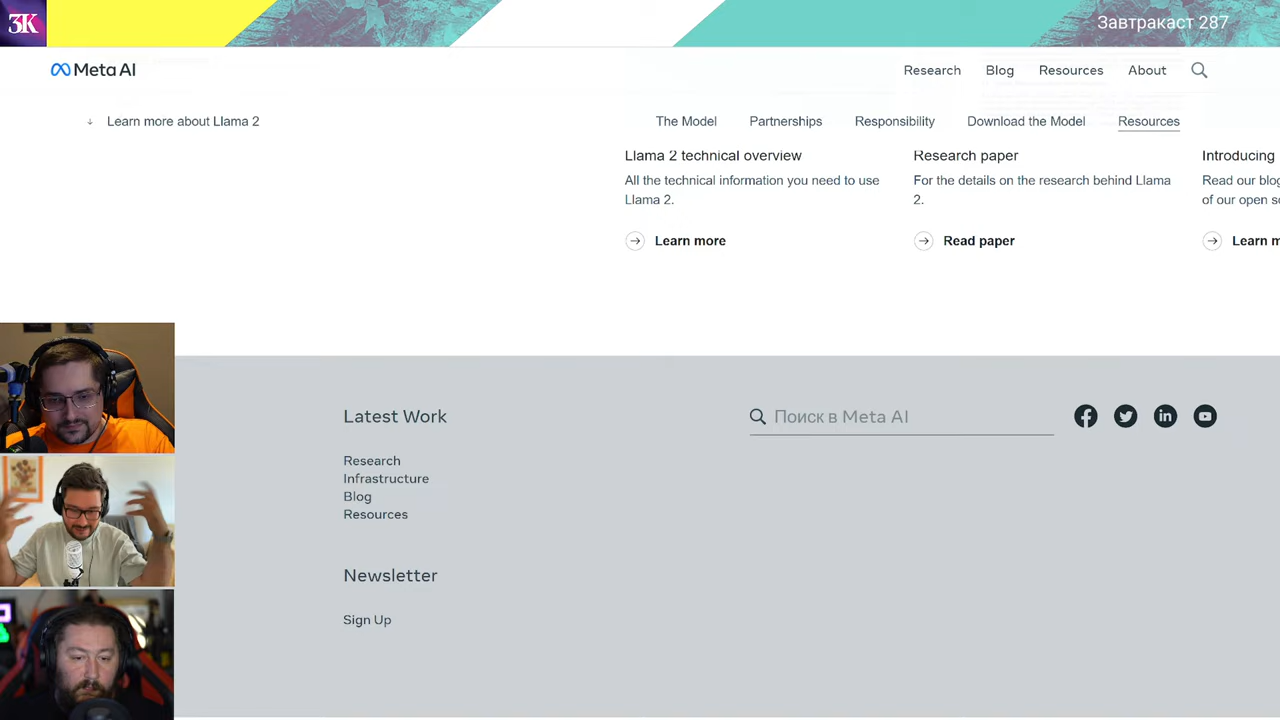 ЗК
Завтракаст 287
Meta AI
Research
Blog
Resources
About
Learn more about Llama 2
The Model
Partnerships
Responsibility
Download the Model
Resources
Llama 2 technical overview
All the technical information you need to use
Llama 2.
Learn more
Research paper
For the details on the research behind Llama
2.
Read paper
Introducing
Read our blog
of our open
Learn
Latest Work
Research
Infrastructure
Blog
Resources
Newsletter
Sign Up
Поиск в Meta AI